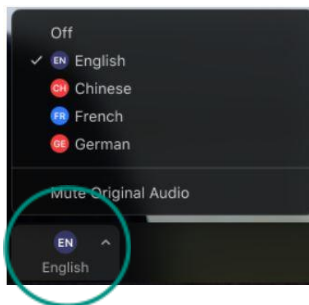 Off
EN English
CH Chinese
FR French
GE German
Mute Original Audio
EN
English